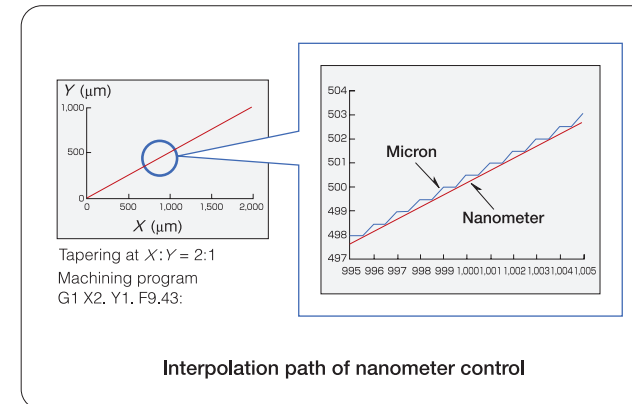 Y (μm)
1,000
500
0
0 500 1,000 1,500 2,000
X (μm)
Tapering at X:Y = 2:1
Machining program
G1 X2. Y1. F9.43:
504
503
502
501
500
499
498
497
Micron
Nanometer
995 996 997 998 999 1,000 1,001 1,002 1,003 1,004 1,005
Interpolation path of nanometer control